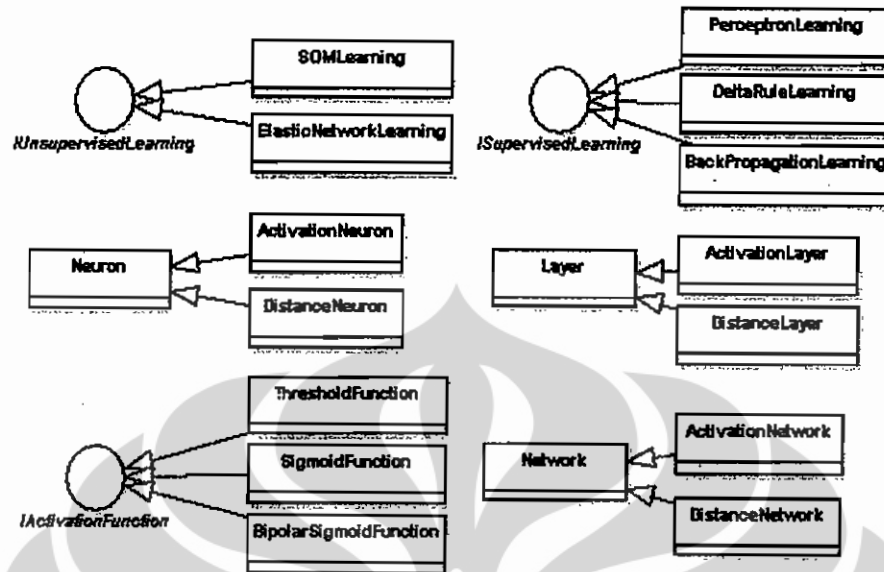 SOMLearning
ElasticNetworkLearning
IUnsupervisedLearning
PerceptronLearning
DeltaRuleLearning
BackPropagationLearning
ISupervisedLearning
Neuron
ActivationNeuron
DistanceNeuron
Layer
ActivationLayer
DistanceLayer
ThresholdFunction
SigmoidFunction
BipolarSigmoidFunction
IActivationFunction
Network
ActivationNetwork
DistanceNetwork